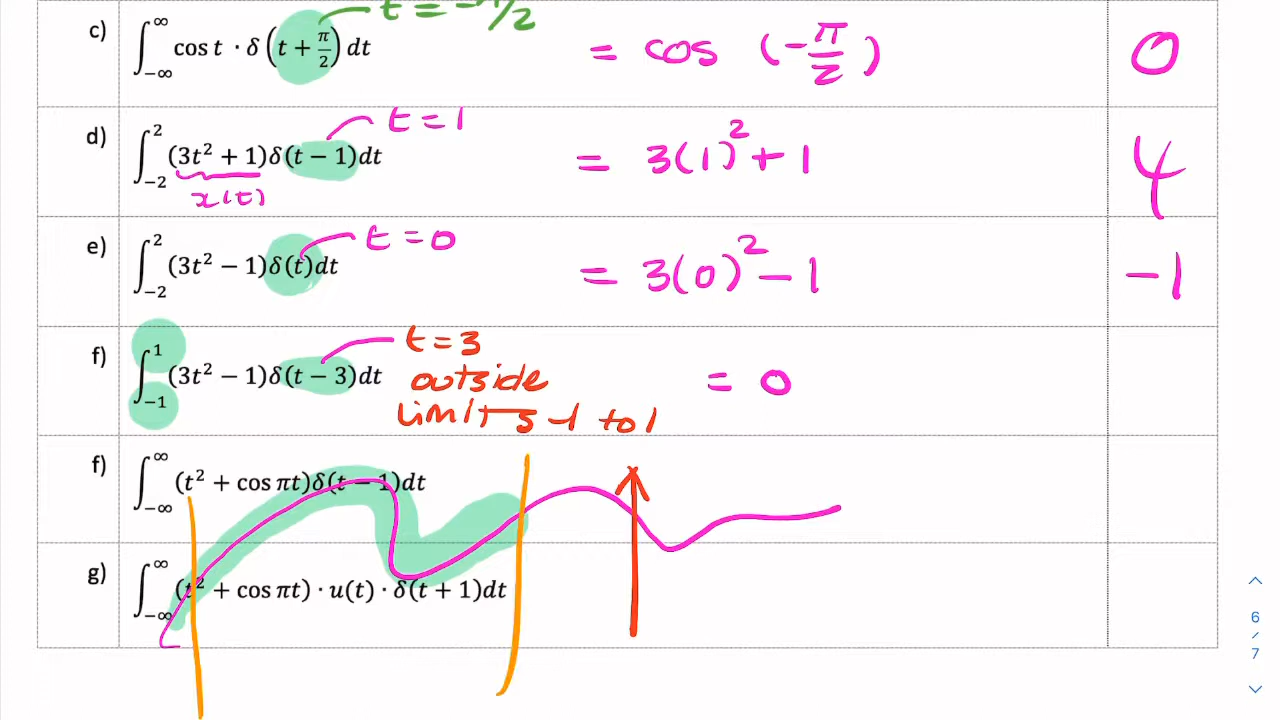 t = -π/2
c) ∫_{-∞}^{∞} cos t · δ(t + π/2) dt = cos (-π/2) 0
t = 1
d) ∫_{-2}^{2} (3t² + 1)δ(t − 1)dt = 3(1)² + 1 4
x(t)
e) ∫_{-2}^{2} (3t² − 1)δ(t)dt t = 0 = 3(0)² − 1 −1
f) ∫_{-1}^{1} (3t² − 1)δ(t − 3)dt = 0
t = 3
outside
limits -1 to 1
f) ∫_{-∞}^{∞} (t² + cos πt)δ(t − 1)dt
g) ∫_{-∞}^{∞} (t² + cos πt) · u(t) · δ(t + 1)dt
6
/
7